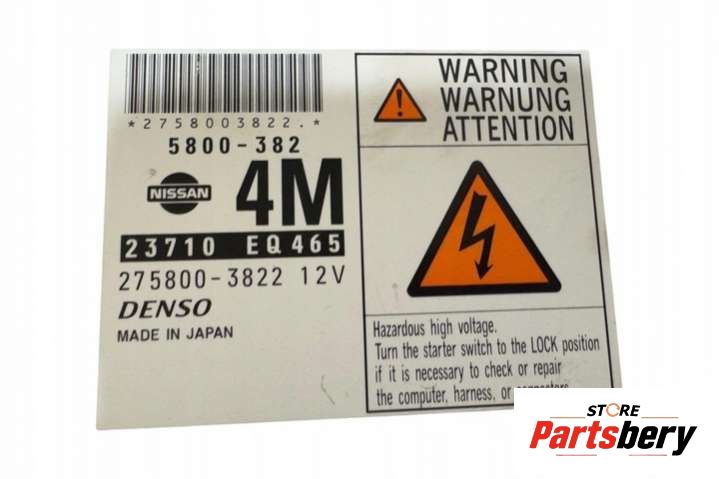 *2758003822.*
5800-382
NISSAN
4M
23710 EQ465
275800-3822 12V
DENSO
MADE IN JAPAN
WARNING
WARNUNG
ATTENTION
Hazardous high voltage.
Turn the starter switch to the LOCK position
if it is necessary to check or repair
the computer, harness, or
STORE
Partsbery